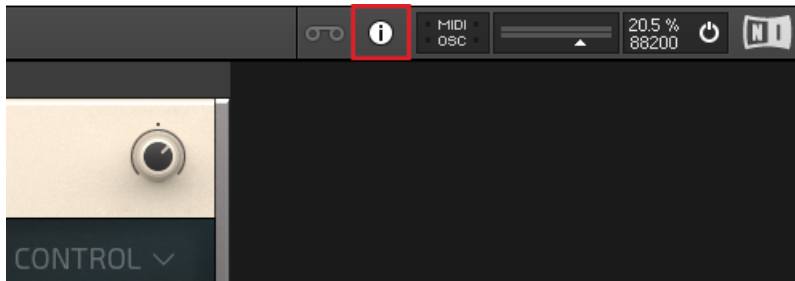 i
MIDI
OSC
20.5 %
88200
NI
CONTROL